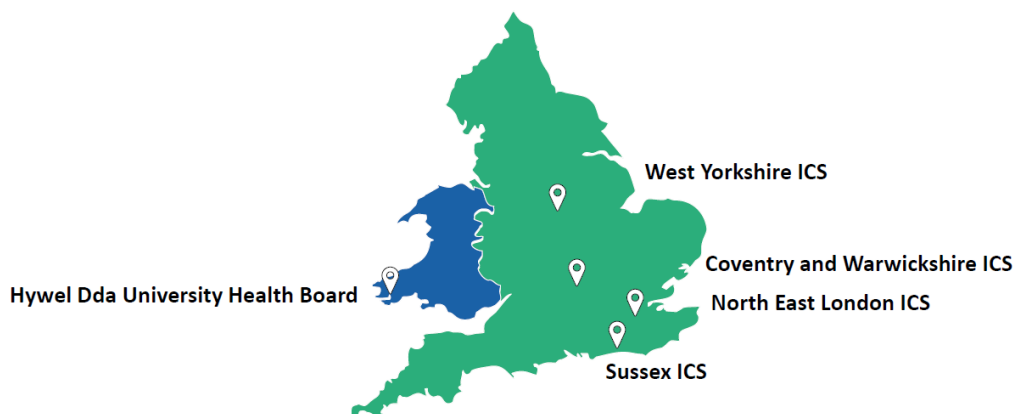 West Yorkshire ICS
Coventry and Warwickshire ICS
Hywel Dda University Health Board
North East London ICS
Sussex ICS